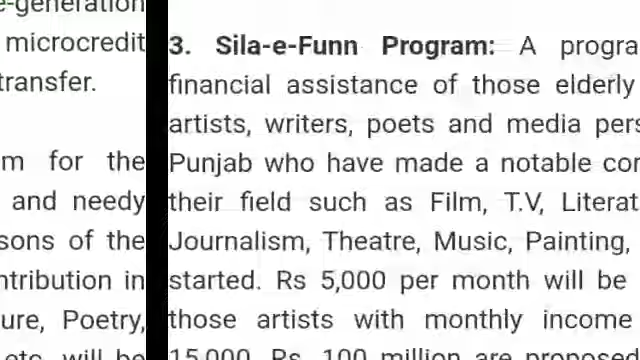 e-generation
microcredit
transfer.
m for the
and needy
sons of the
ntribution in
ure, Poetry,
etc. will be
3. Sila-e-Funn Program: A progra
financial assistance of those elderly
artists, writers, poets and media pers
Punjab who have made a notable con
their field such as Film, T.V, Literat
Journalism, Theatre, Music, Painting,
started. Rs 5,000 per month will be
those artists with monthly income
15,000. Rs. 100 million are proposed